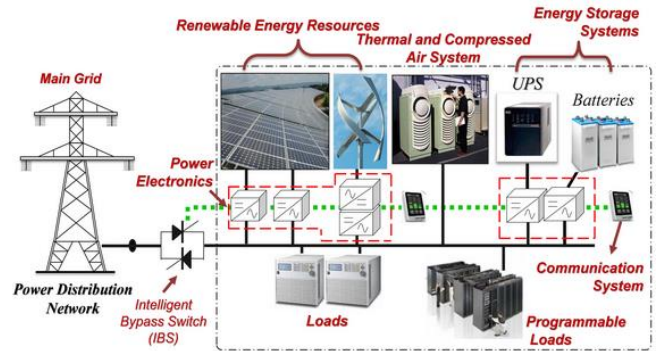 Renewable Energy Resources
Thermal and Compressed
Air System
Energy Storage
Systems
Main Grid
UPS
Batteries
Power
Electronics
Power Distribution
Network
Intelligent
Bypass Switch
(IBS)
Loads
Programmable
Loads
Communication
System